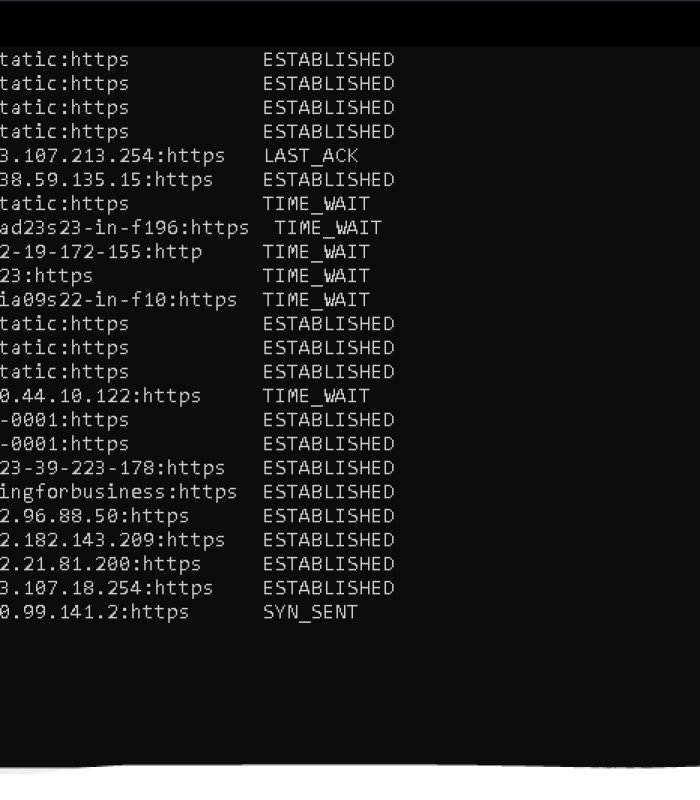 tatic:https ESTABLISHED
tatic:https ESTABLISHED
tatic:https ESTABLISHED
tatic:https ESTABLISHED
3.107.213.254:https LAST_ACK
38.59.135.15:https ESTABLISHED
tatic:https TIME_WAIT
ad23s23-in-f196:https TIME_WAIT
2-19-172-155:http TIME_WAIT
23:https TIME_WAIT
ia09s22-in-f10:https TIME_WAIT
tatic:https ESTABLISHED
tatic:https ESTABLISHED
tatic:https ESTABLISHED
0.44.10.122:https TIME_WAIT
-0001:https ESTABLISHED
-0001:https ESTABLISHED
23-39-223-178:https ESTABLISHED
ingforbusiness:https ESTABLISHED
2.96.88.50:https ESTABLISHED
2.182.143.209:https ESTABLISHED
2.21.81.200:https ESTABLISHED
3.107.18.254:https ESTABLISHED
0.99.141.2:https SYN_SENT